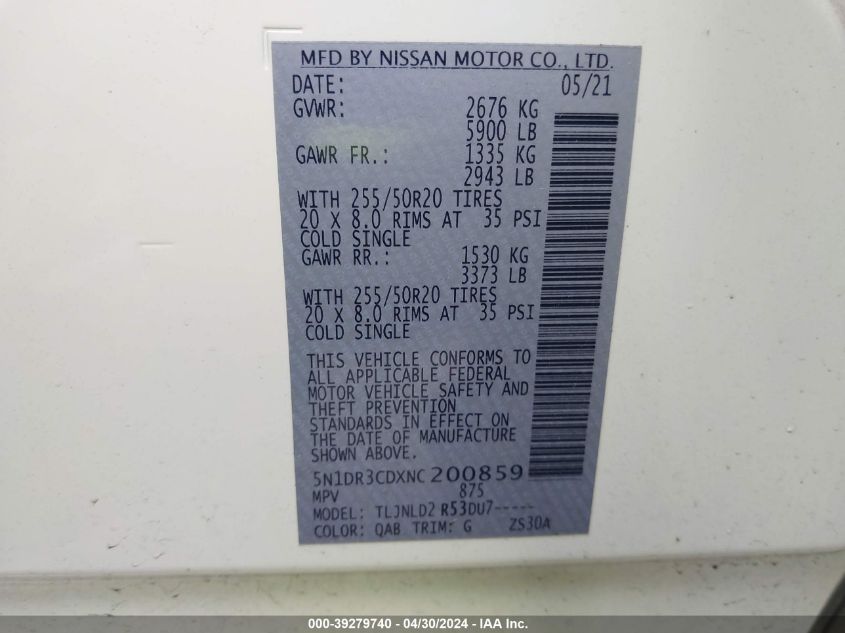 MFD BY NISSAN MOTOR CO., LTD.
DATE: 05/21
GVWR: 2676 KG
5900 LB
GAWR FR.: 1335 KG
2943 LB
WITH 255/50R20 TIRES
20 X 8.0 RIMS AT 35 PSI
COLD SINGLE
GAWR RR.: 1530 KG
3373 LB
WITH 255/50R20 TIRES
20 X 8.0 RIMS AT 35 PSI
COLD SINGLE
THIS VEHICLE CONFORMS TO
ALL APPLICABLE FEDERAL
MOTOR VEHICLE SAFETY AND
THEFT PREVENTION
STANDARDS IN EFFECT ON
THE DATE OF MANUFACTURE
SHOWN ABOVE.
5N1DR3CDXNC200859
MPV 875
MODEL: TLJNLD2 R53DU7-----
COLOR: QAB TRIM: G ZS30A
000-39279740 - 04/30/2024 - IAA Inc.